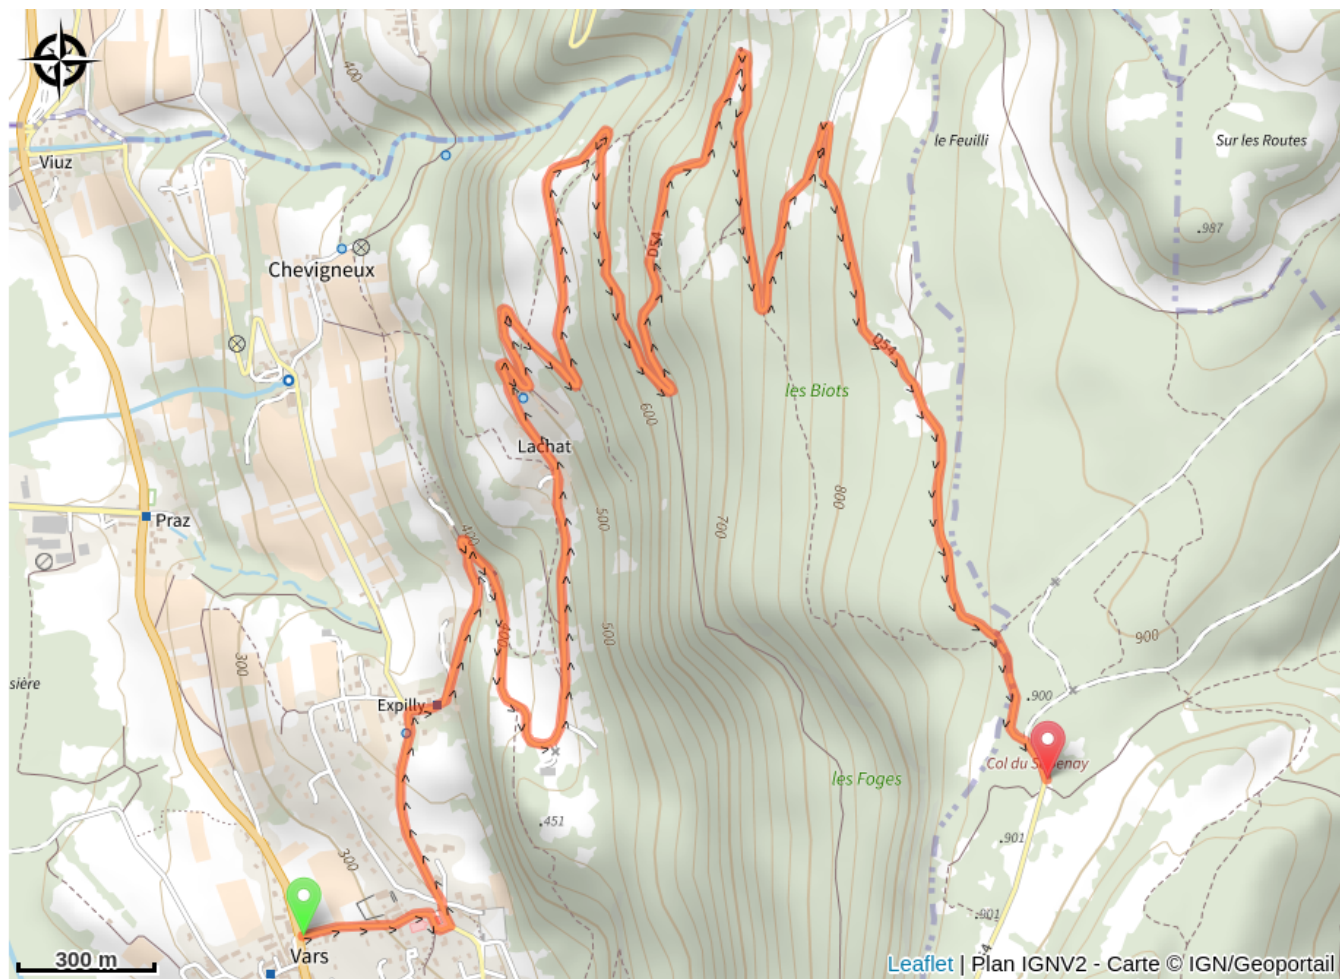 400
Viuz
le Feuilli
Sur les Routes
.987
D54
Chevigneux
D54
les Biots
600
Lachat
800
500
700
Praz
400
400
500
300
900
sière
.900
Expilly
Col du S enay
les Foges
.451
.901
300
.901
4
Vars
300 m
Leaflet | Plan IGNV2 - Carte © IGN/Geoportail